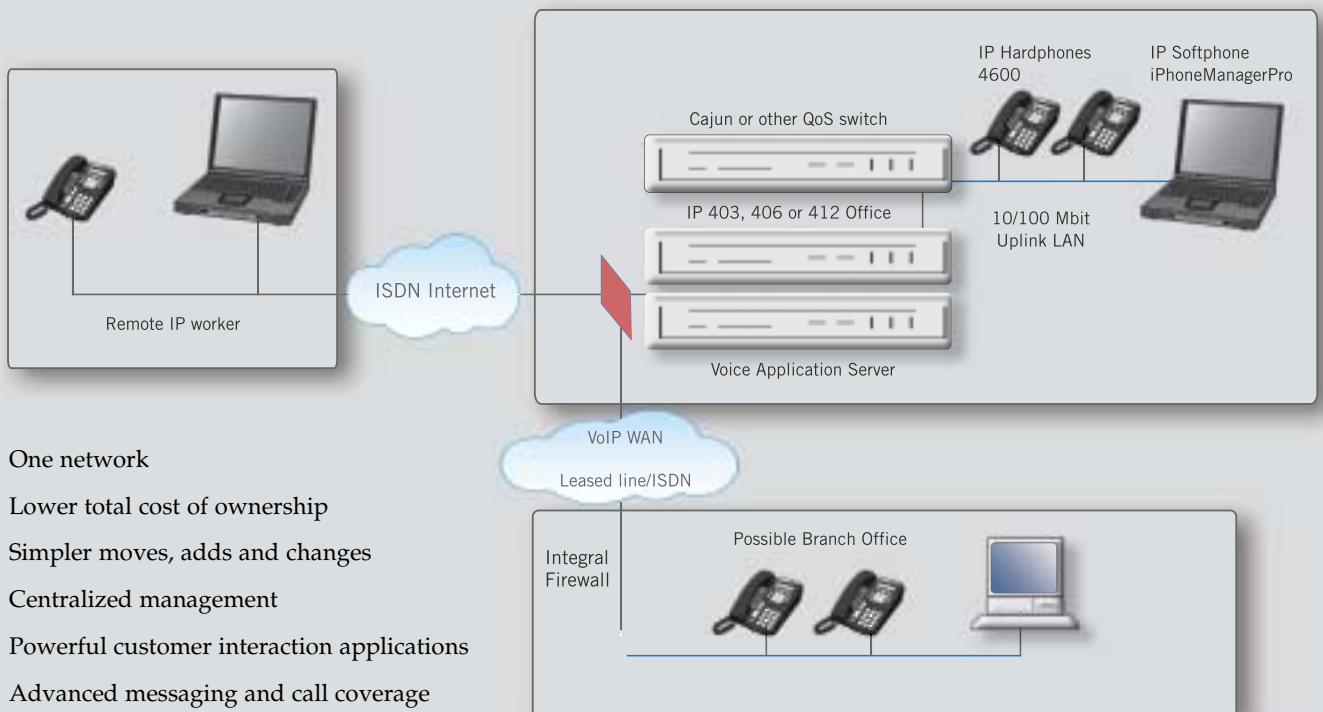 IP Hardphones
4600
IP Softphone
iPhoneManagerPro
Cajun or other QoS switch
IP 403, 406 or 412 Office
10/100 Mbit
Uplink LAN
Voice Application Server
Remote IP worker
ISDN Internet
VoIP WAN
Leased line/ISDN
One network
Lower total cost of ownership
Simpler moves, adds and changes
Centralized management
Powerful customer interaction applications
Advanced messaging and call coverage
Integral
Firewall
Possible Branch Office